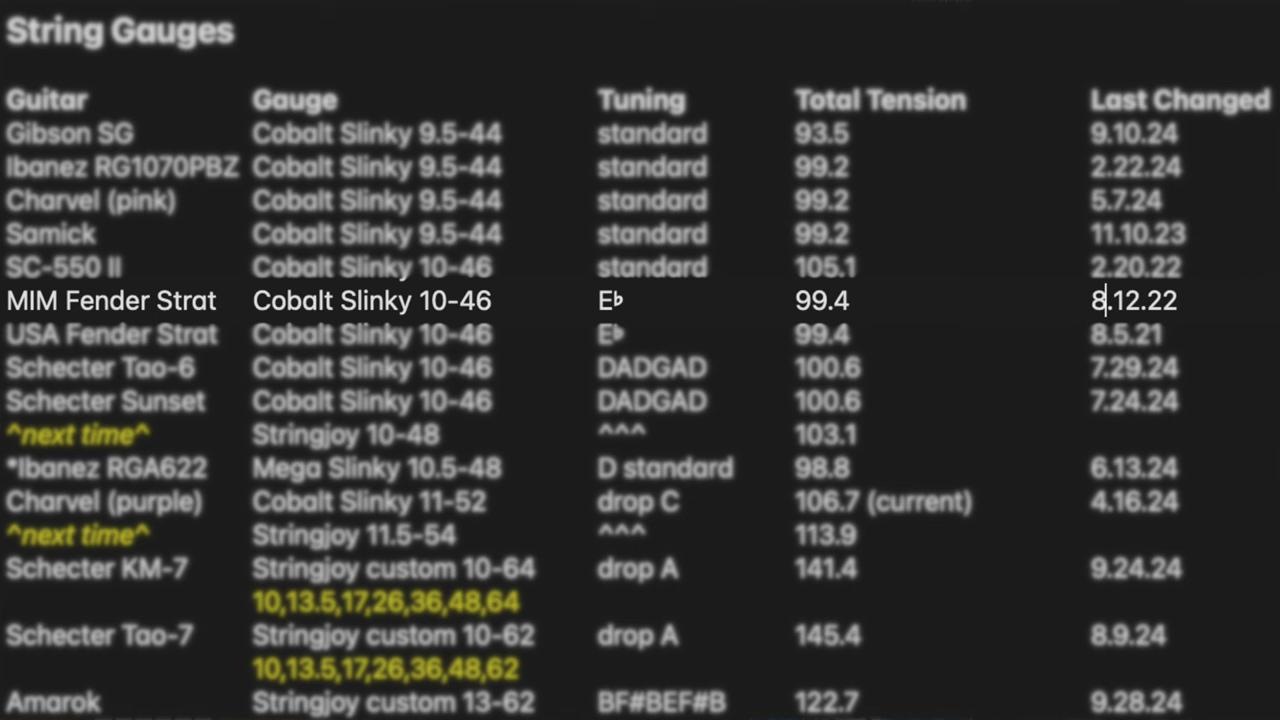 String Gauges
Guitar Gauge Tuning Total Tension Last Changed
Gibson SG Cobalt Slinky 9.5-44 standard 93.5 9.10.24
Ibanez RG1070PBZ Cobalt Slinky 9.5-44 standard 99.2 2.22.24
Charvel (pink) Cobalt Slinky 9.5-44 standard 99.2 5.7.24
Samick Cobalt Slinky 9.5-44 standard 99.2 11.10.23
SC-550 II Cobalt Slinky 10-46 standard 105.1 2.20.22
MIM Fender Strat Cobalt Slinky 10-46 E♭ 99.4 8.12.22
USA Fender Strat Cobalt Slinky 10-46 E♭ 99.4 8.5.21
Schecter Tao-6 Cobalt Slinky 10-46 DADGAD 100.6 7.29.24
Schecter Sunset Cobalt Slinky 10-46 DADGAD 100.6 7.24.24
^next time^ Stringjoy 10-48 ^^^ 103.1
*Ibanez RGA622 Mega Slinky 10.5-48 D standard 98.8 6.13.24
Charvel (purple) Cobalt Slinky 11-52 drop C 106.7 (current) 4.16.24
^next time^ Stringjoy 11.5-54 ^^^ 113.9
Schecter KM-7 Stringjoy custom 10-64 drop A 141.4 9.24.24
10,13.5,17,26,36,48,64
Schecter Tao-7 Stringjoy custom 10-62 drop A 145.4 8.9.24
10,13.5,17,26,36,48,62
Amarok Stringjoy custom 13-62 BF#BEF#B 122.7 9.28.24